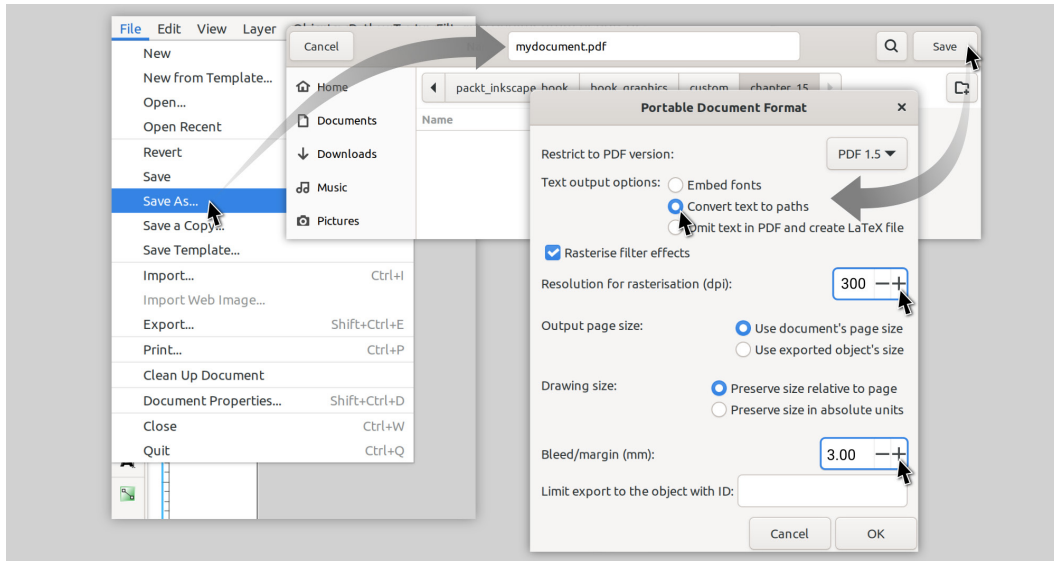 File Edit View Layer
New
New from Template...
Open...
Open Recent
Revert
Save
Save As...
Save a Copy...
Save Template...
Import... Ctrl+I
Import Web Image...
Export... Shift+Ctrl+E
Print... Ctrl+P
Clean Up Document
Document Properties... Shift+Ctrl+D
Close Ctrl+W
Quit Ctrl+Q
Cancel
mydocument.pdf
Save
Home
Documents
Downloads
Music
Pictures
packt_inkscape_book book_graphics custom chapter_15
Name
Portable Document Format
Restrict to PDF version: PDF 1.5
Text output options: Embed fonts
Convert text to paths
Omit text in PDF and create LaTeX file
Rasterise filter effects
Resolution for rasterisation (dpi): 300
Output page size: Use document's page size
Use exported object's size
Drawing size: Preserve size relative to page
Preserve size in absolute units
Bleed/margin (mm): 3.00
Limit export to the object with ID:
Cancel OK